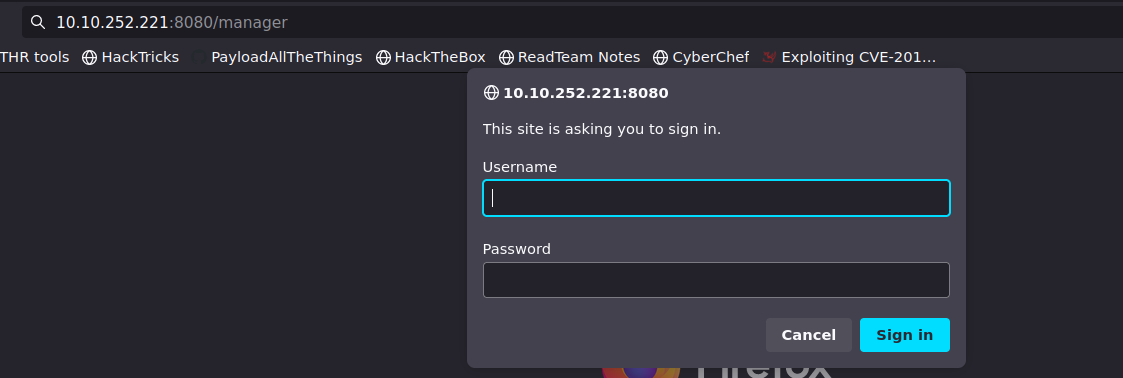 10.10.252.221:8080/manager
THR tools HackTricks PayloadAllTheThings HackTheBox ReadTeam Notes CyberChef Exploiting CVE-201…
10.10.252.221:8080
This site is asking you to sign in.
Username
Password
Cancel Sign in
Firefox